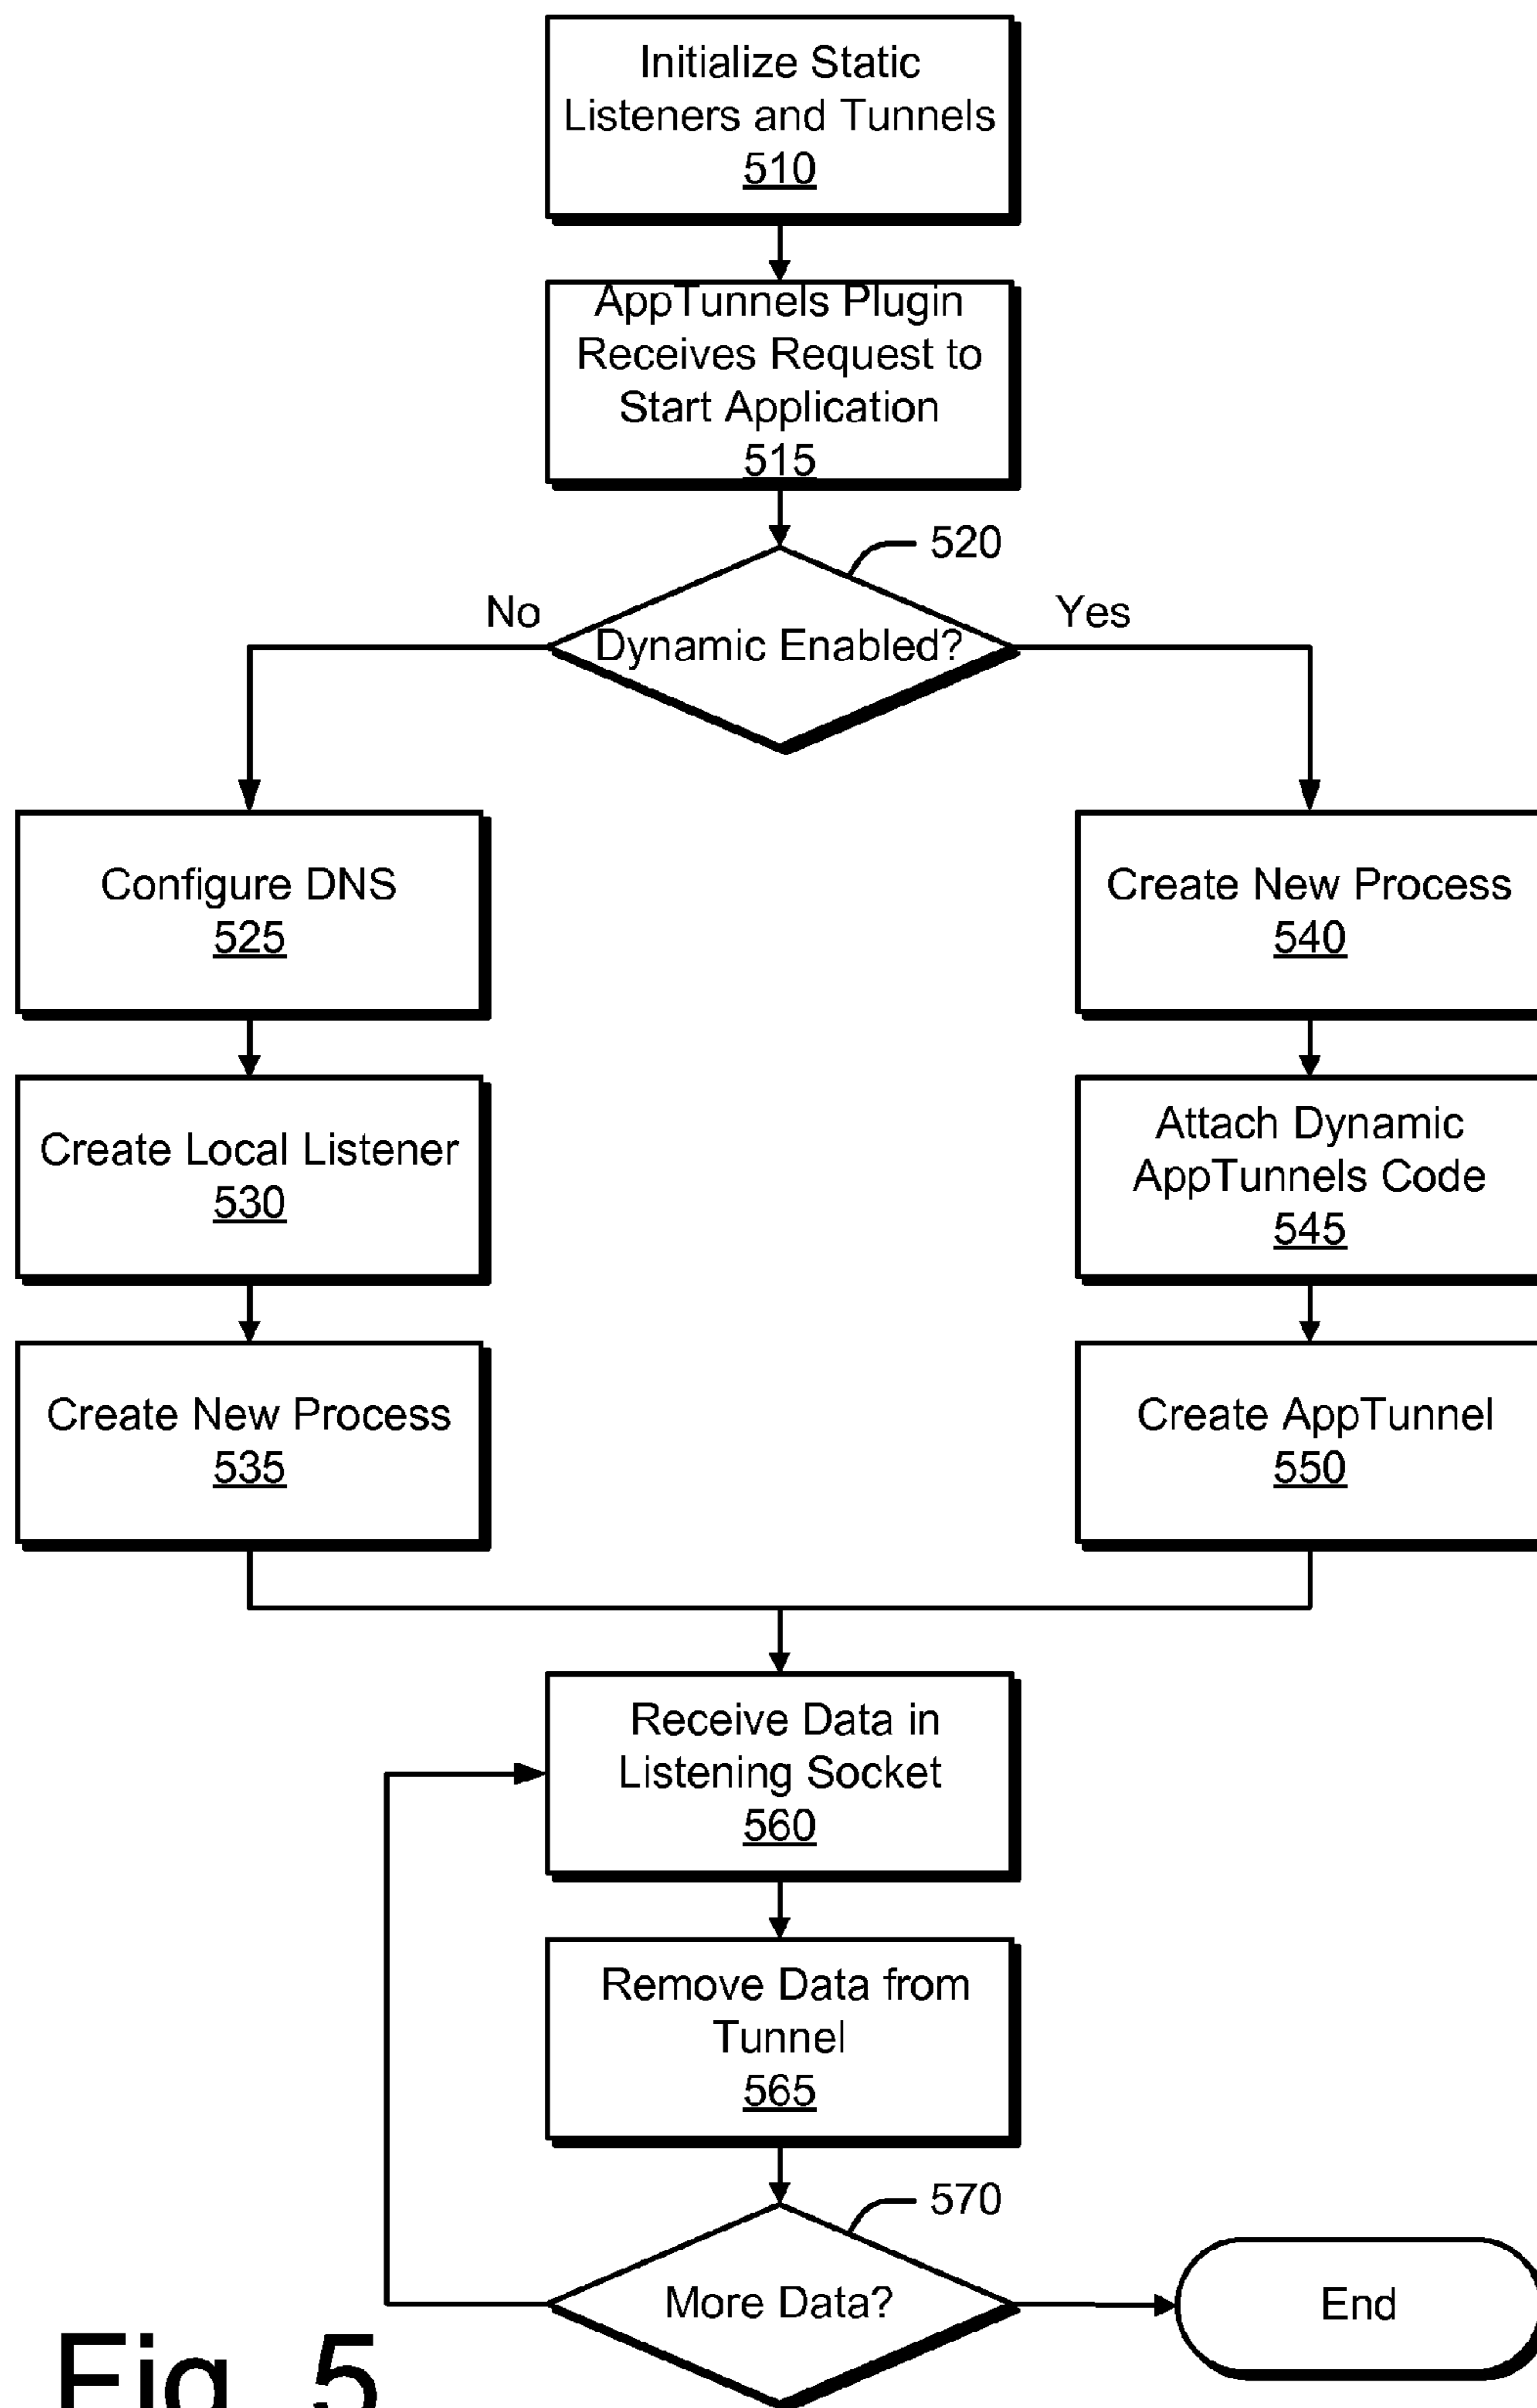 Initialize Static
Listeners and Tunnels
510
AppTunnels Plugin
Receives Request to
Start Application
515
520
No
Dynamic Enabled?
Yes
Configure DNS
525
Create New Process
540
Create Local Listener
530
Attach Dynamic
AppTunnels Code
545
Create New Process
535
Create AppTunnel
550
Receive Data in
Listening Socket
560
Remove Data from
Tunnel
565
570
More Data?
End
Fig. 5